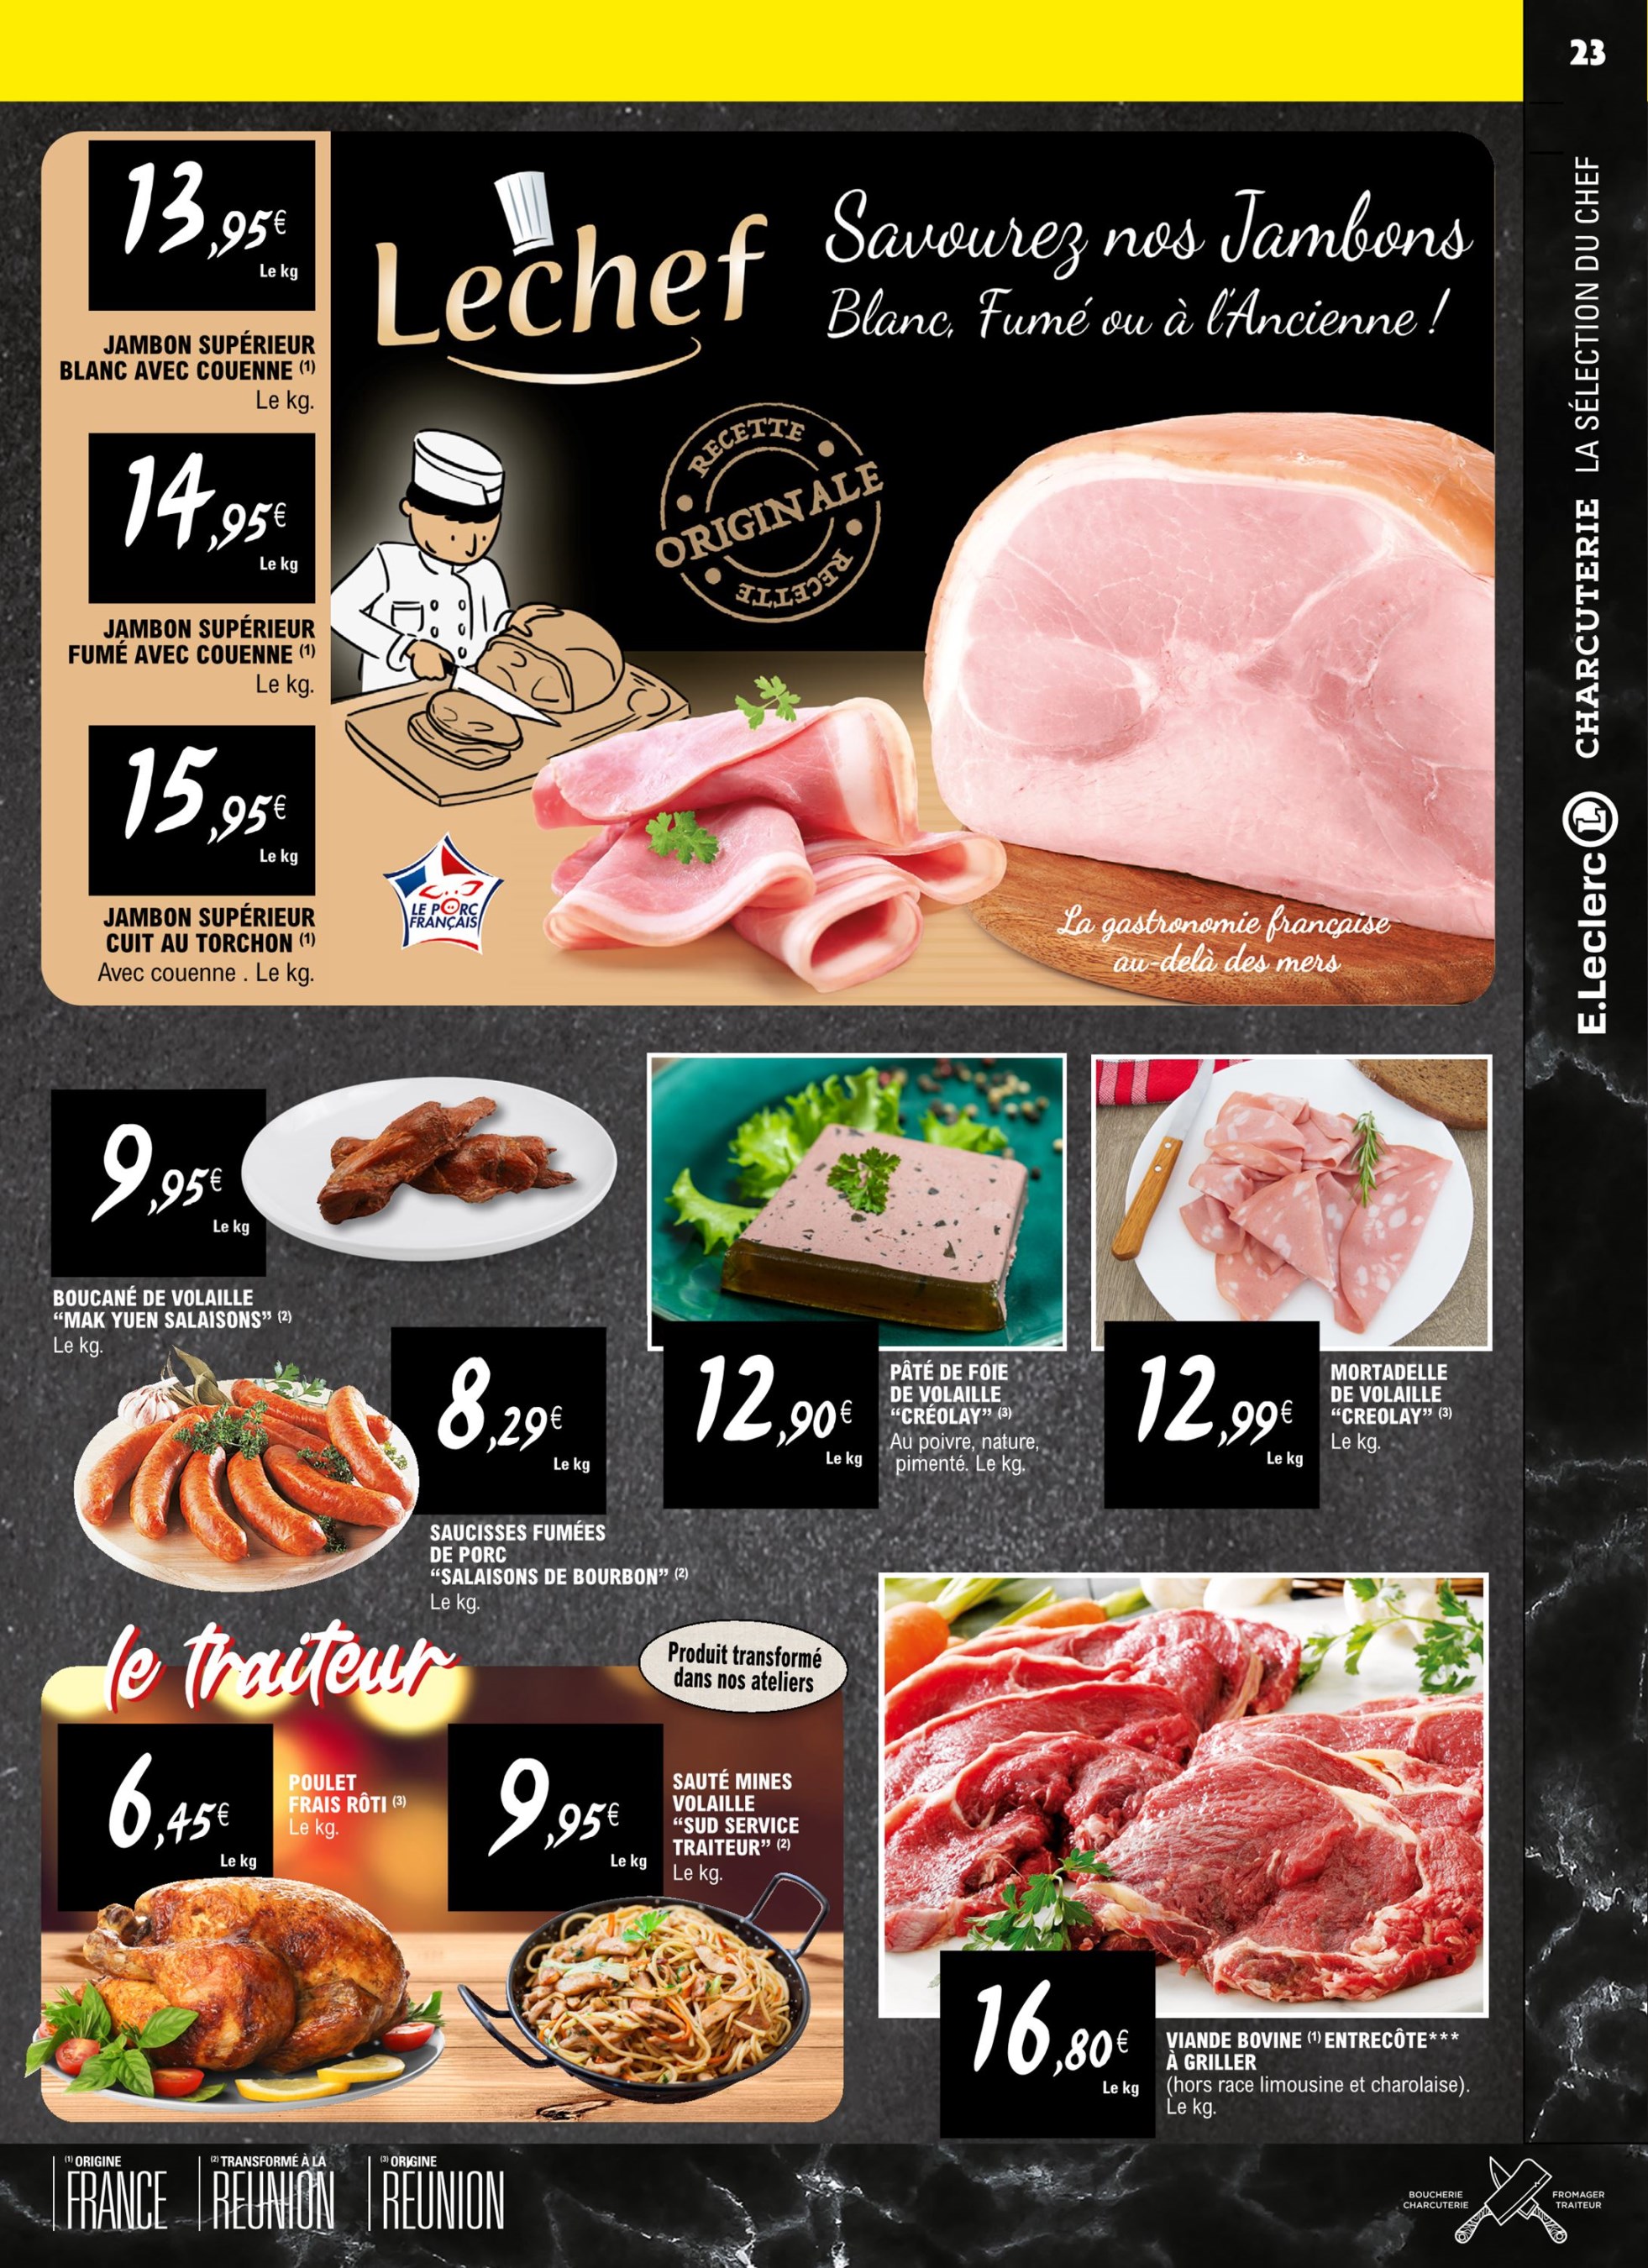 23
13,95€
Le kg
JAMBON SUPÉRIEUR
BLANC AVEC COUENNE (1)
Le kg.
14,95€
Le kg
JAMBON SUPÉRIEUR
FUMÉ AVEC COUENNE (1)
Le kg.
15,95€
Le kg
JAMBON SUPÉRIEUR
CUIT AU TORCHON (1)
Avec couenne . Le kg.
Lechef
Savourez nos Jambons
Blanc, Fumé ou à l'Ancienne !
RECETTE
ORIGINALE
RECETTE
LE PORC
FRANÇAIS
La gastronomie française
au-delà des mers
E.Leclerc L CHARCUTERIE LA SÉLECTION DU CHEF
9,95€
Le kg
BOUCANÉ DE VOLAILLE
“MAK YUEN SALAISONS” (2)
Le kg.
8,29€
Le kg
SAUCISSES FUMÉES
DE PORC
“SALAISONS DE BOURBON” (2)
Le kg.
12,90€
Le kg
PÂTÉ DE FOIE
DE VOLAILLE
“CRÉOLAY” (3)
Au poivre, nature,
pimenté. Le kg.
12,99€
Le kg
MORTADELLE
DE VOLAILLE
“CREOLAY” (3)
Le kg.
le traiteur
Produit transformé
dans nos ateliers
6,45€
Le kg
POULET
FRAIS RÔTI (3)
Le kg.
9,95€
Le kg
SAUTÉ MINES
VOLAILLE
“SUD SERVICE
TRAITEUR” (2)
Le kg.
16,80€
Le kg
VIANDE BOVINE (1) ENTRECÔTE***
À GRILLER
(hors race limousine et charolaise).
Le kg.
(1) ORIGINE
FRANCE
(2) TRANSFORMÉ À LA
RÉUNION
(3) ORIGINE
RÉUNION
BOUCHERIE
CHARCUTERIE
FROMAGER
TRAITEUR